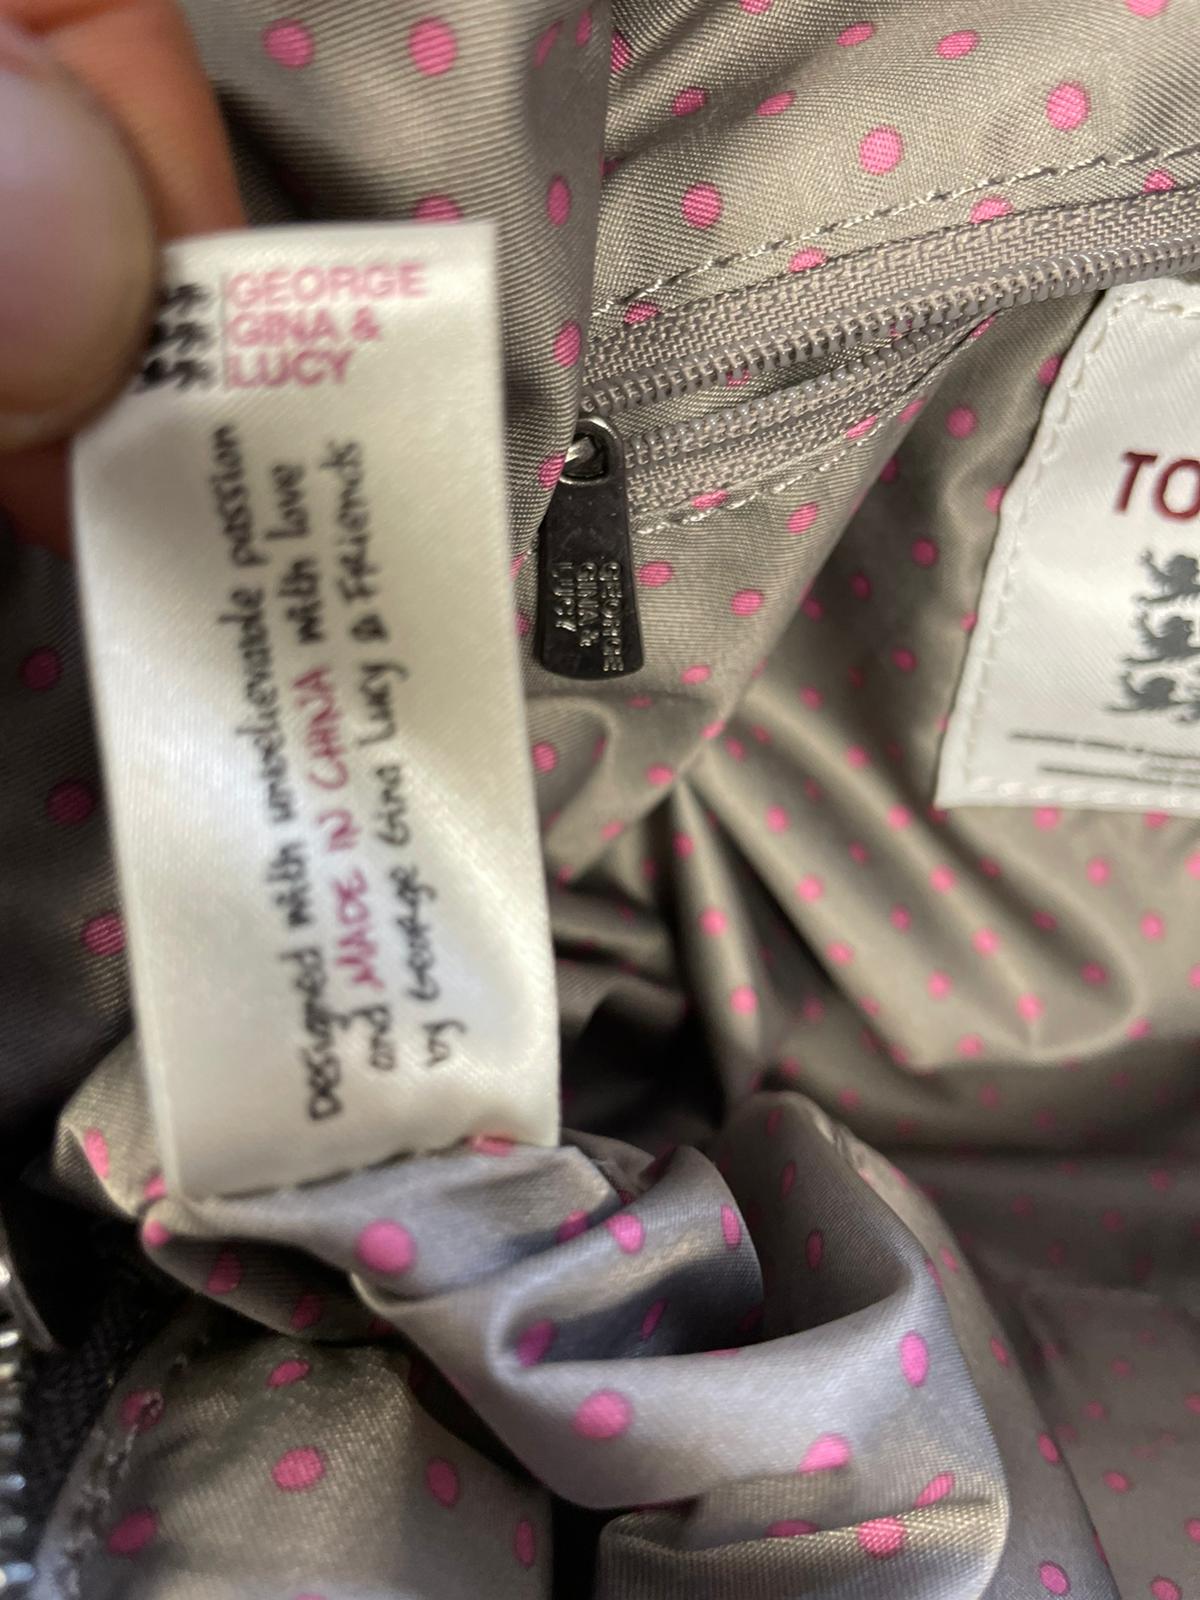 GEORGE
GINA &
LUCY
Designed with unbelievable passion
and MADE IN CHINA with love
by George Gina Lucy & Friends
GEORGE
GINA &
LUCY
TO